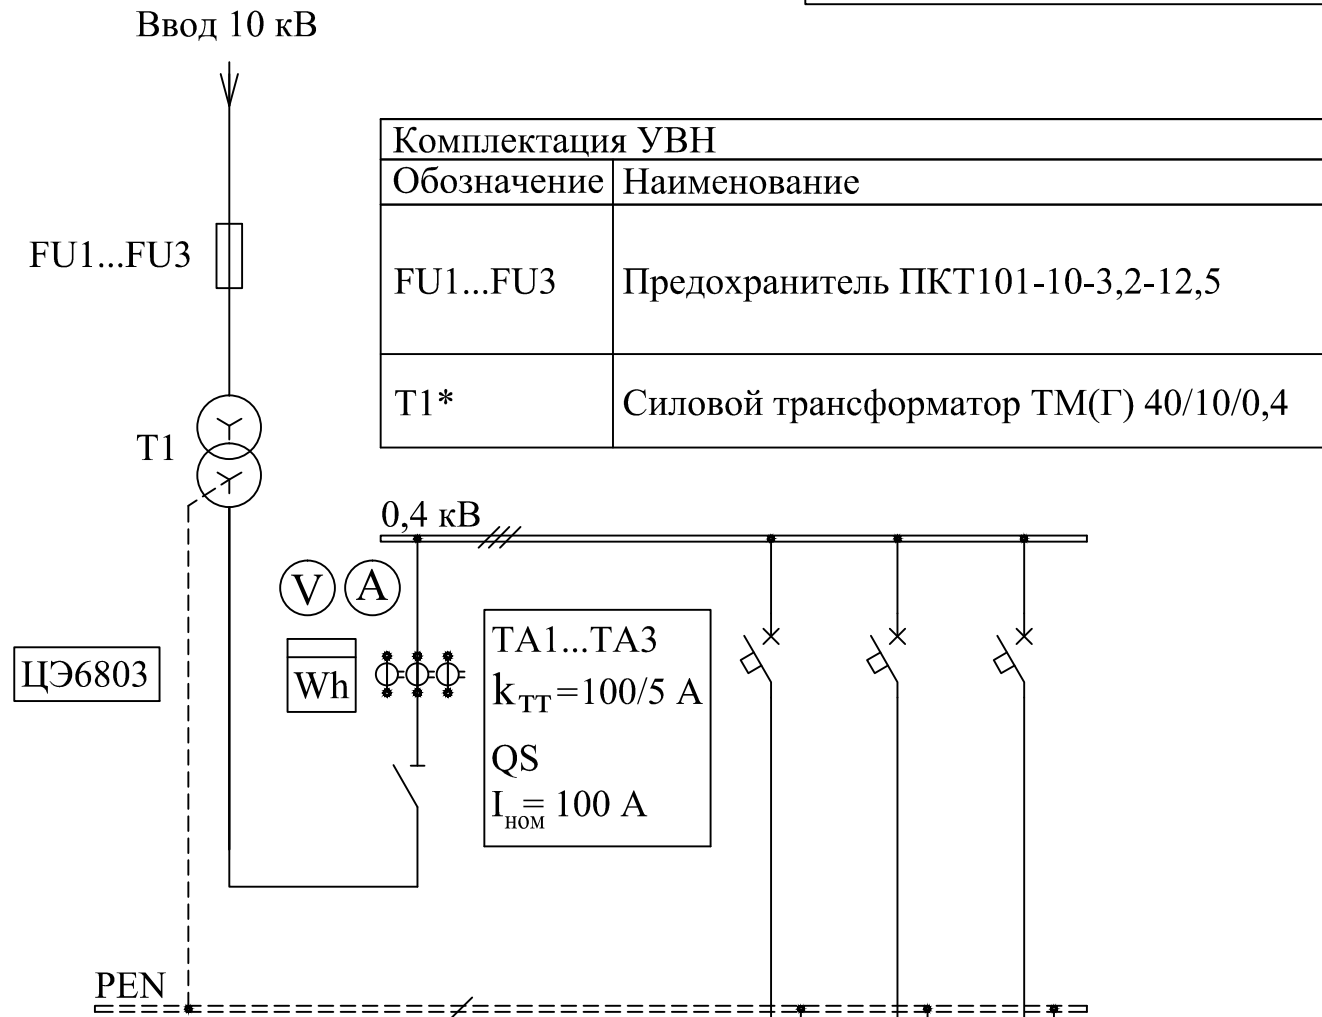 Ввод 10 кВ
Комплектация УВН
Обозначение Наименование
FU1...FU3
FU1...FU3 Предохранитель ПКТ101-10-3,2-12,5
T1* Силовой трансформатор ТМ(Г) 40/10/0,4
T1
0,4 кВ
V A
TA1...TA3
ЦЭ6803
Wh
kТТ=100/5 А
QS
Iном= 100 А
PEN